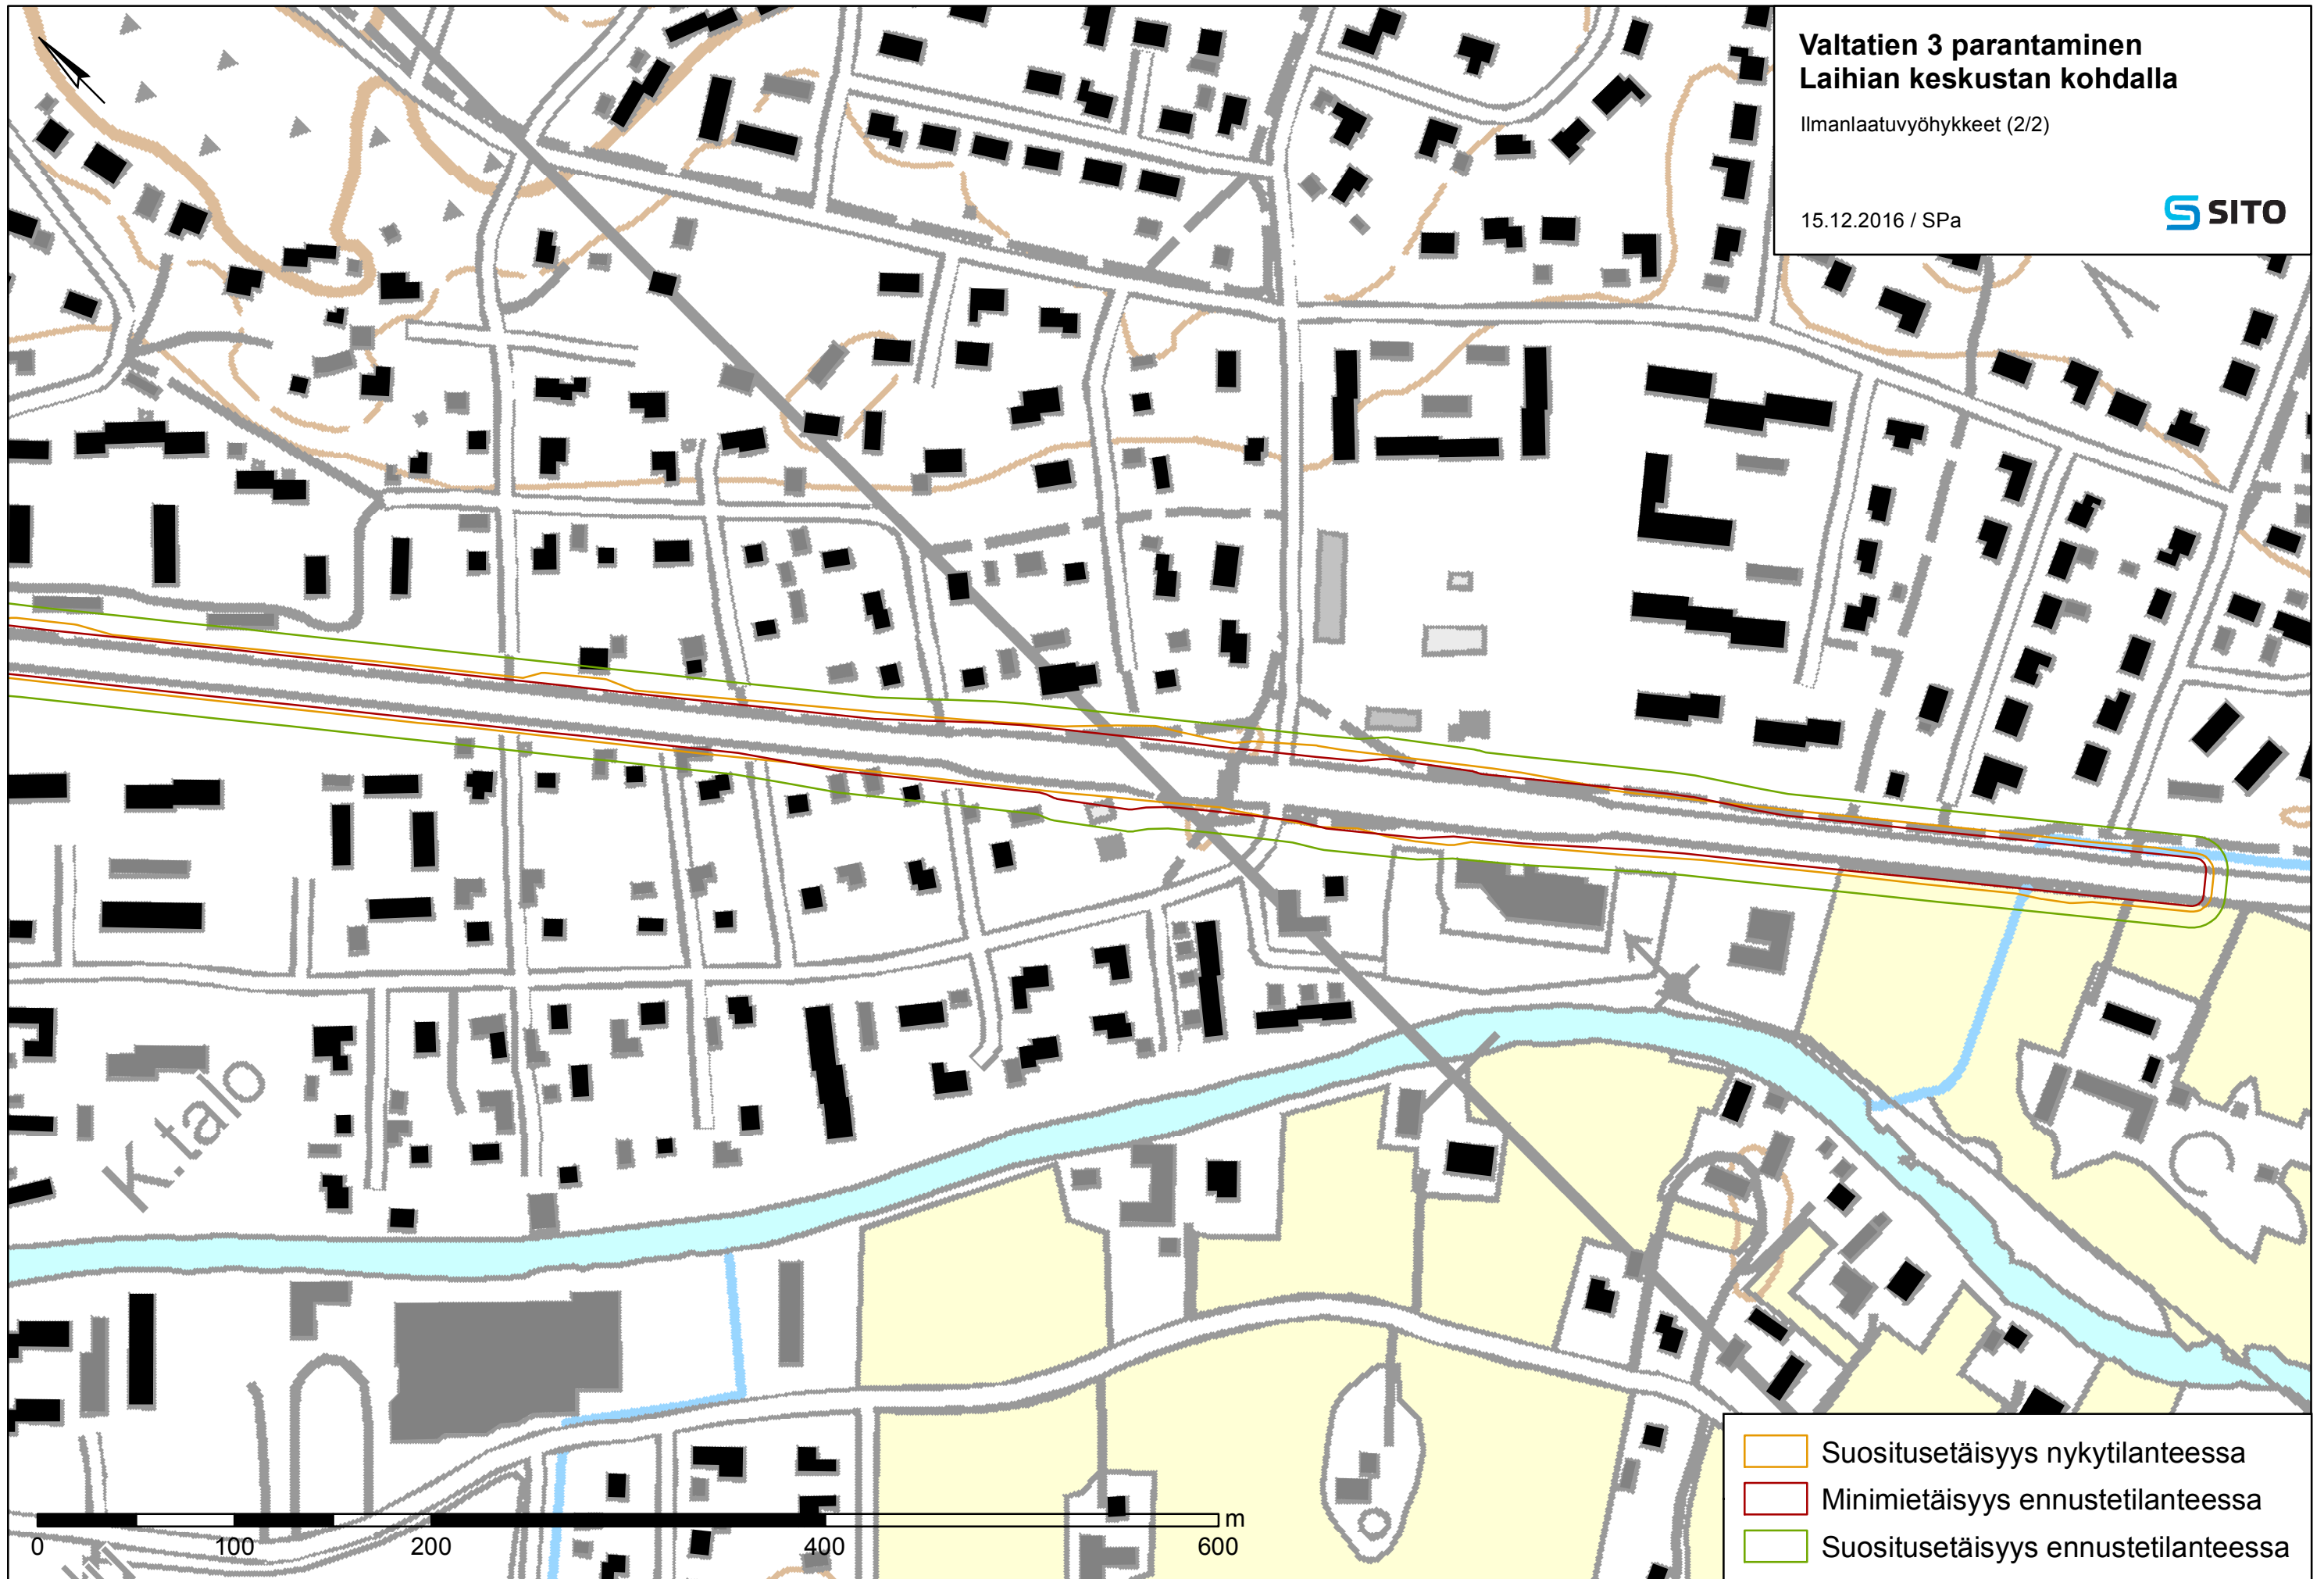 Valtatien 3 parantaminen
Laihian keskustan kohdalla
Ilmanlaatuvyöhykkeet (2/2)
15.12.2016 / SPa
SITO
K.talo
Suositusetäisyys nykytilanteessa
Minimietäisyys ennustetilanteessa
Suositusetäisyys ennustetilanteessa
m
0 100 200 400 600